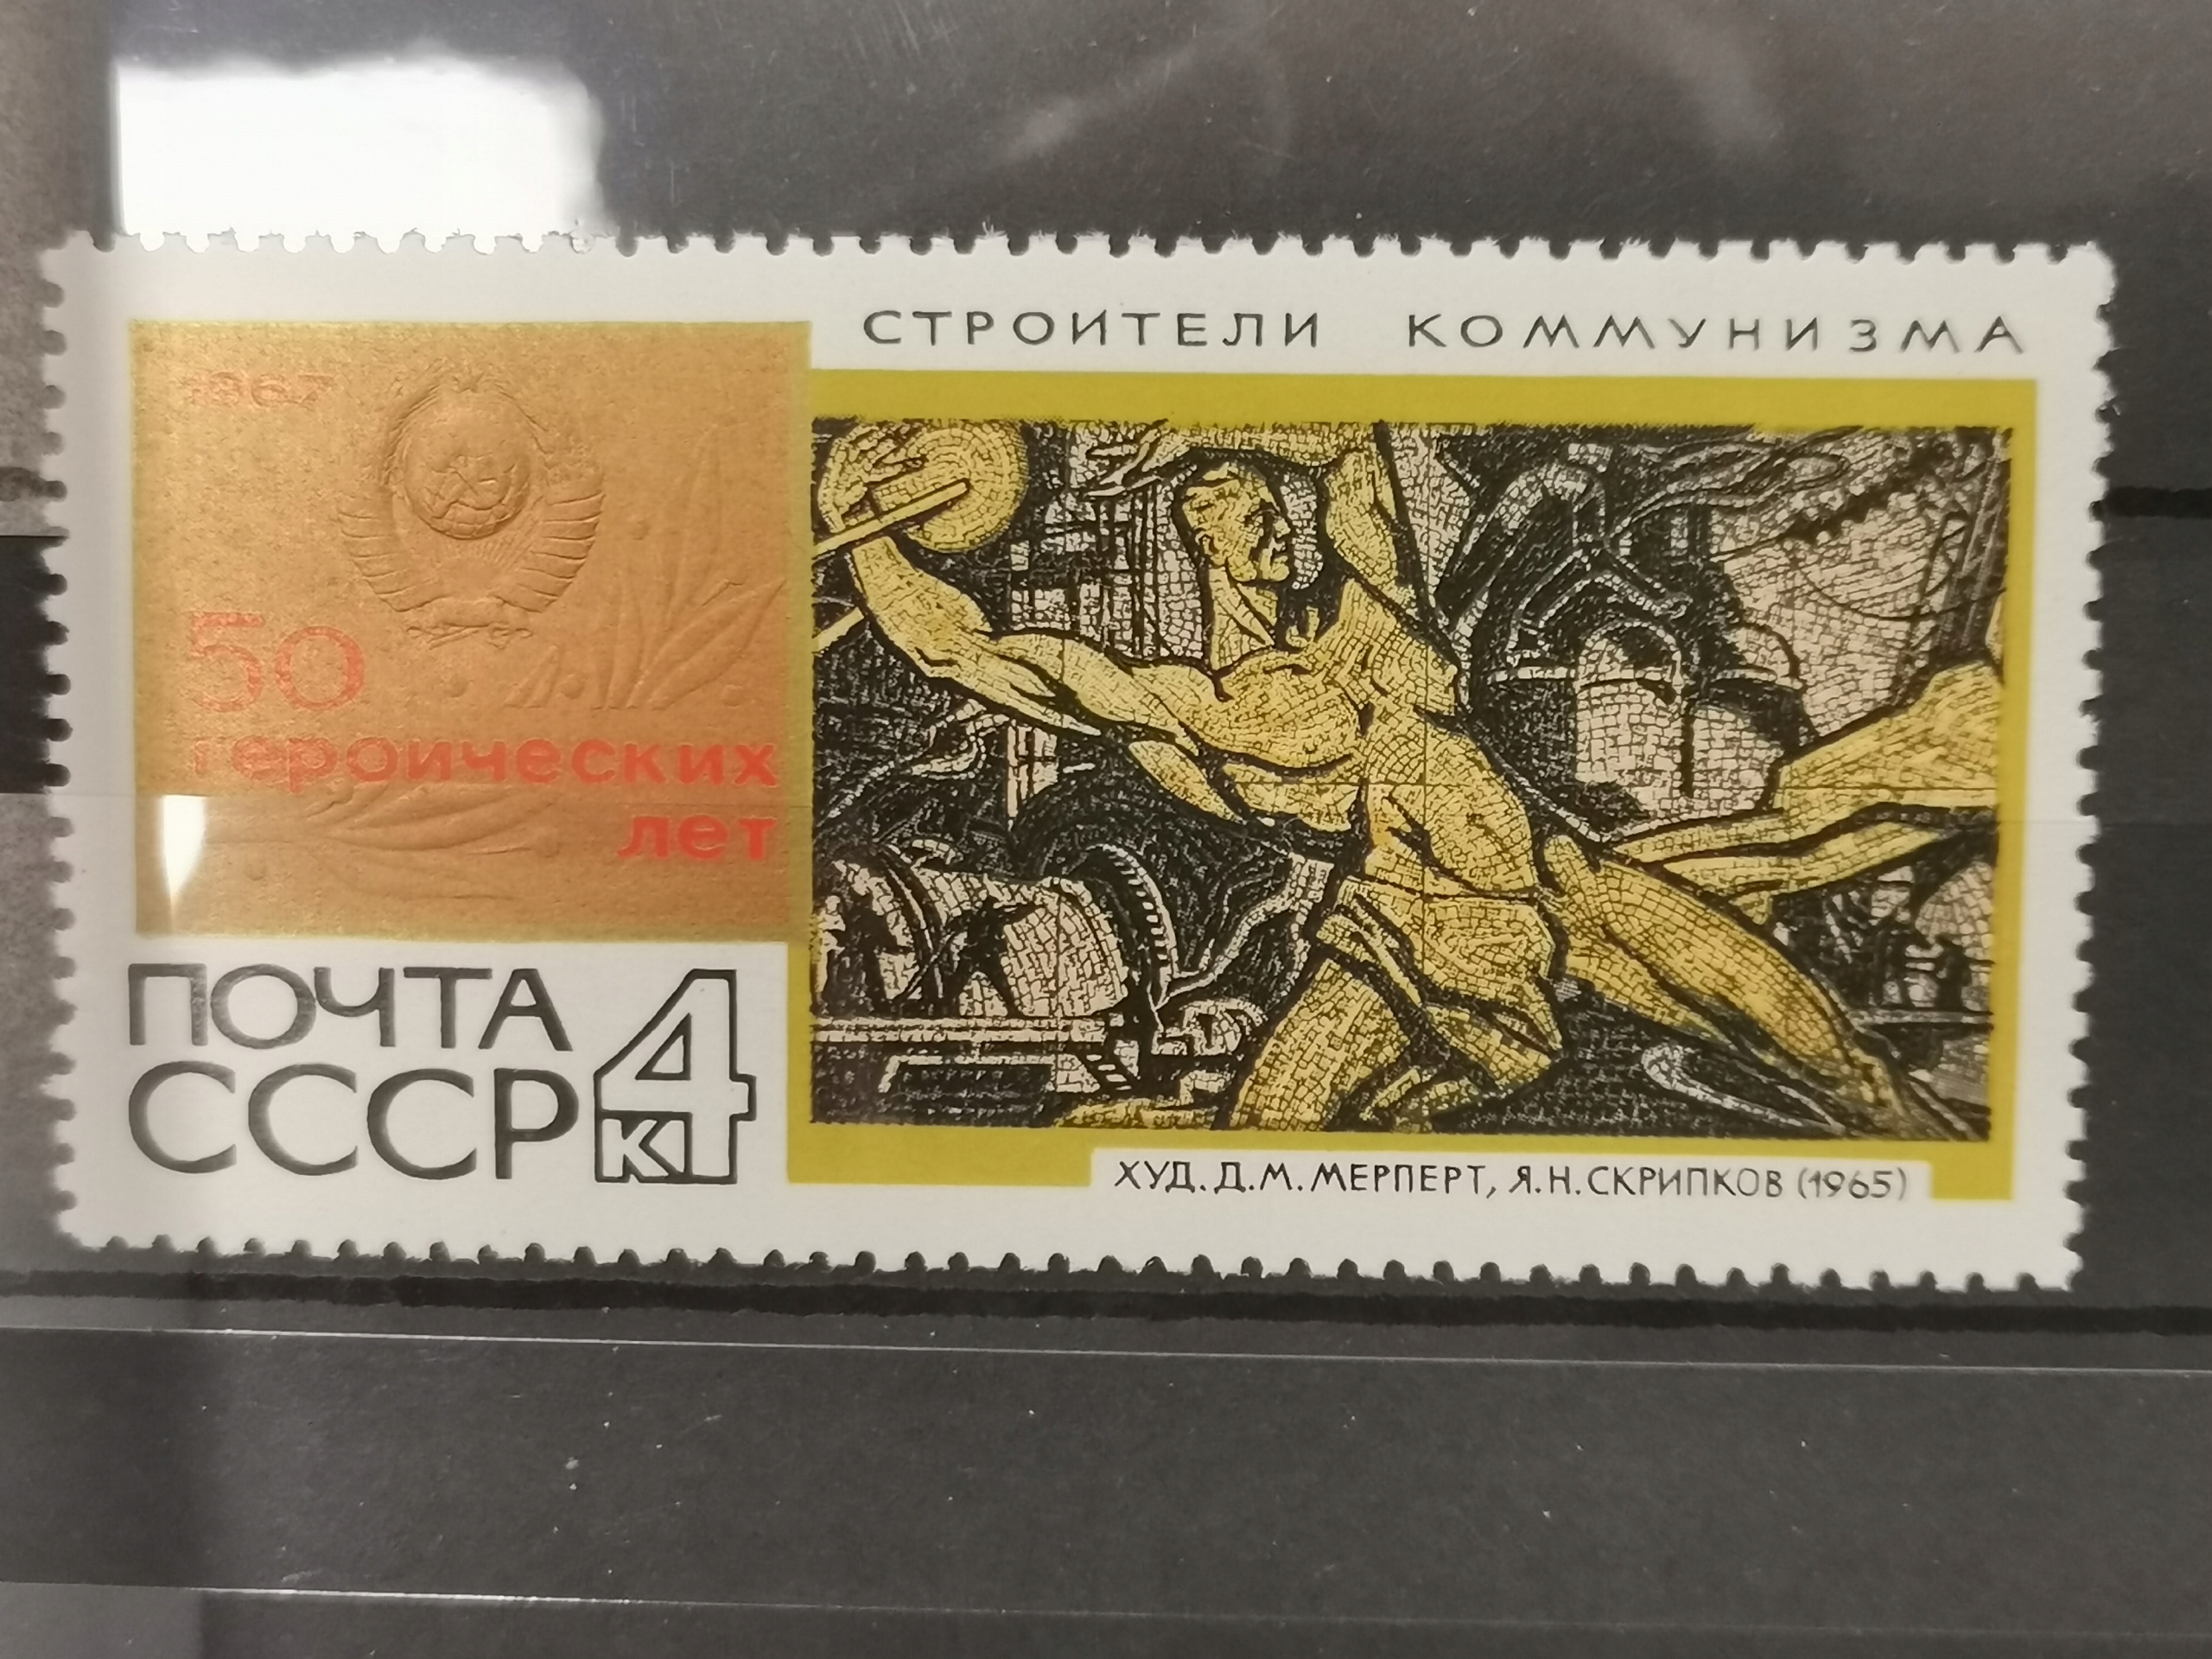 СТРОИТЕЛИ КОММУНИЗМА
1967
50
героических
лет
ПОЧТА
СССР
4
к
ХУД. Д.М. МЕРПЕРТ, Я.Н. СКРИПКОВ (1965)